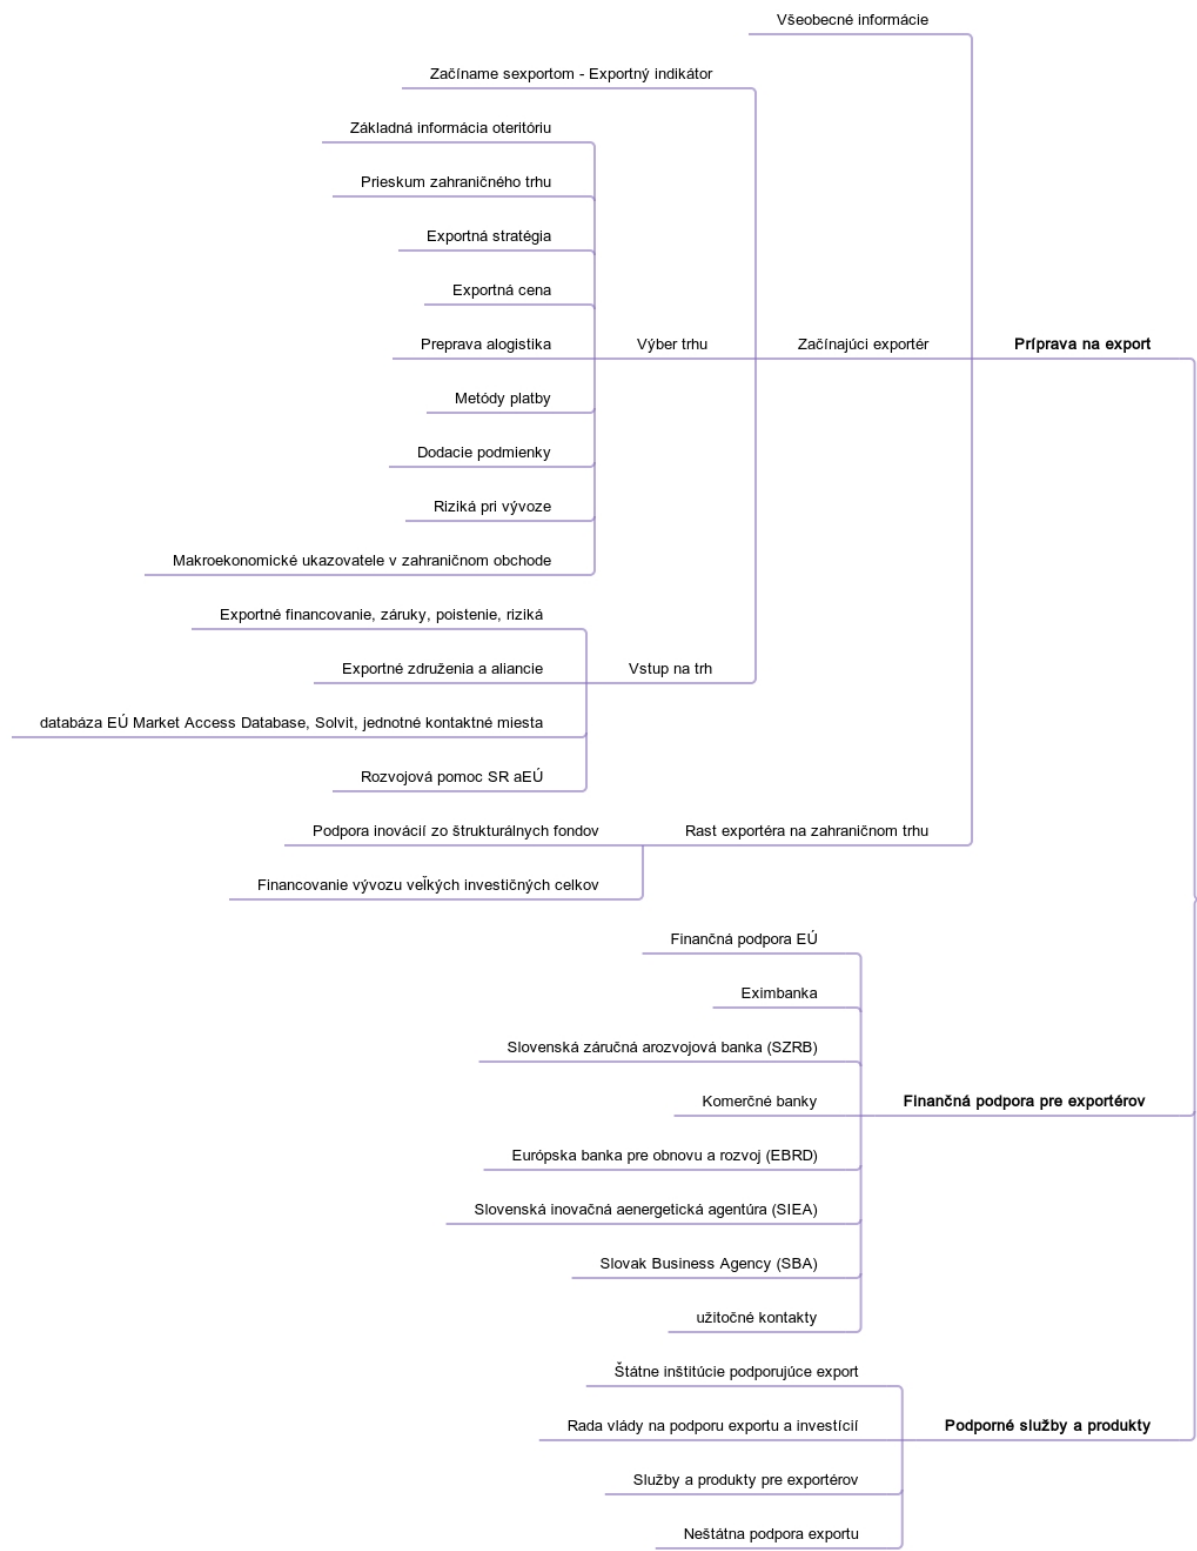 Všeobecné informácie
Začíname sexportom - Exportný indikátor
Základná informácia oteritóriu
Prieskum zahraničného trhu
Exportná stratégia
Exportná cena
Preprava alogistika
Výber trhu
Začínajúci exportér
Príprava na export
Metódy platby
Dodacie podmienky
Riziká pri vývoze
Makroekonomické ukazovatele v zahraničnom obchode
Exportné financovanie, záruky, poistenie, riziká
Exportné združenia a aliancie
Vstup na trh
databáza EÚ Market Access Database, Solvit, jednotné kontaktné miesta
Rozvojová pomoc SR aEÚ
Podpora inovácií zo štrukturálnych fondov
Rast exportéra na zahraničnom trhu
Financovanie vývozu veľkých investičných celkov
Finančná podpora EÚ
Eximbanka
Slovenská záručná arozvojová banka (SZRB)
Komerčné banky
Finančná podpora pre exportérov
Európska banka pre obnovu a rozvoj (EBRD)
Slovenská inovačná aenergetická agentúra (SIEA)
Slovak Business Agency (SBA)
užitočné kontakty
Štátne inštitúcie podporujúce export
Rada vlády na podporu exportu a investícií
Podporné služby a produkty
Služby a produkty pre exportérov
Neštátna podpora exportu